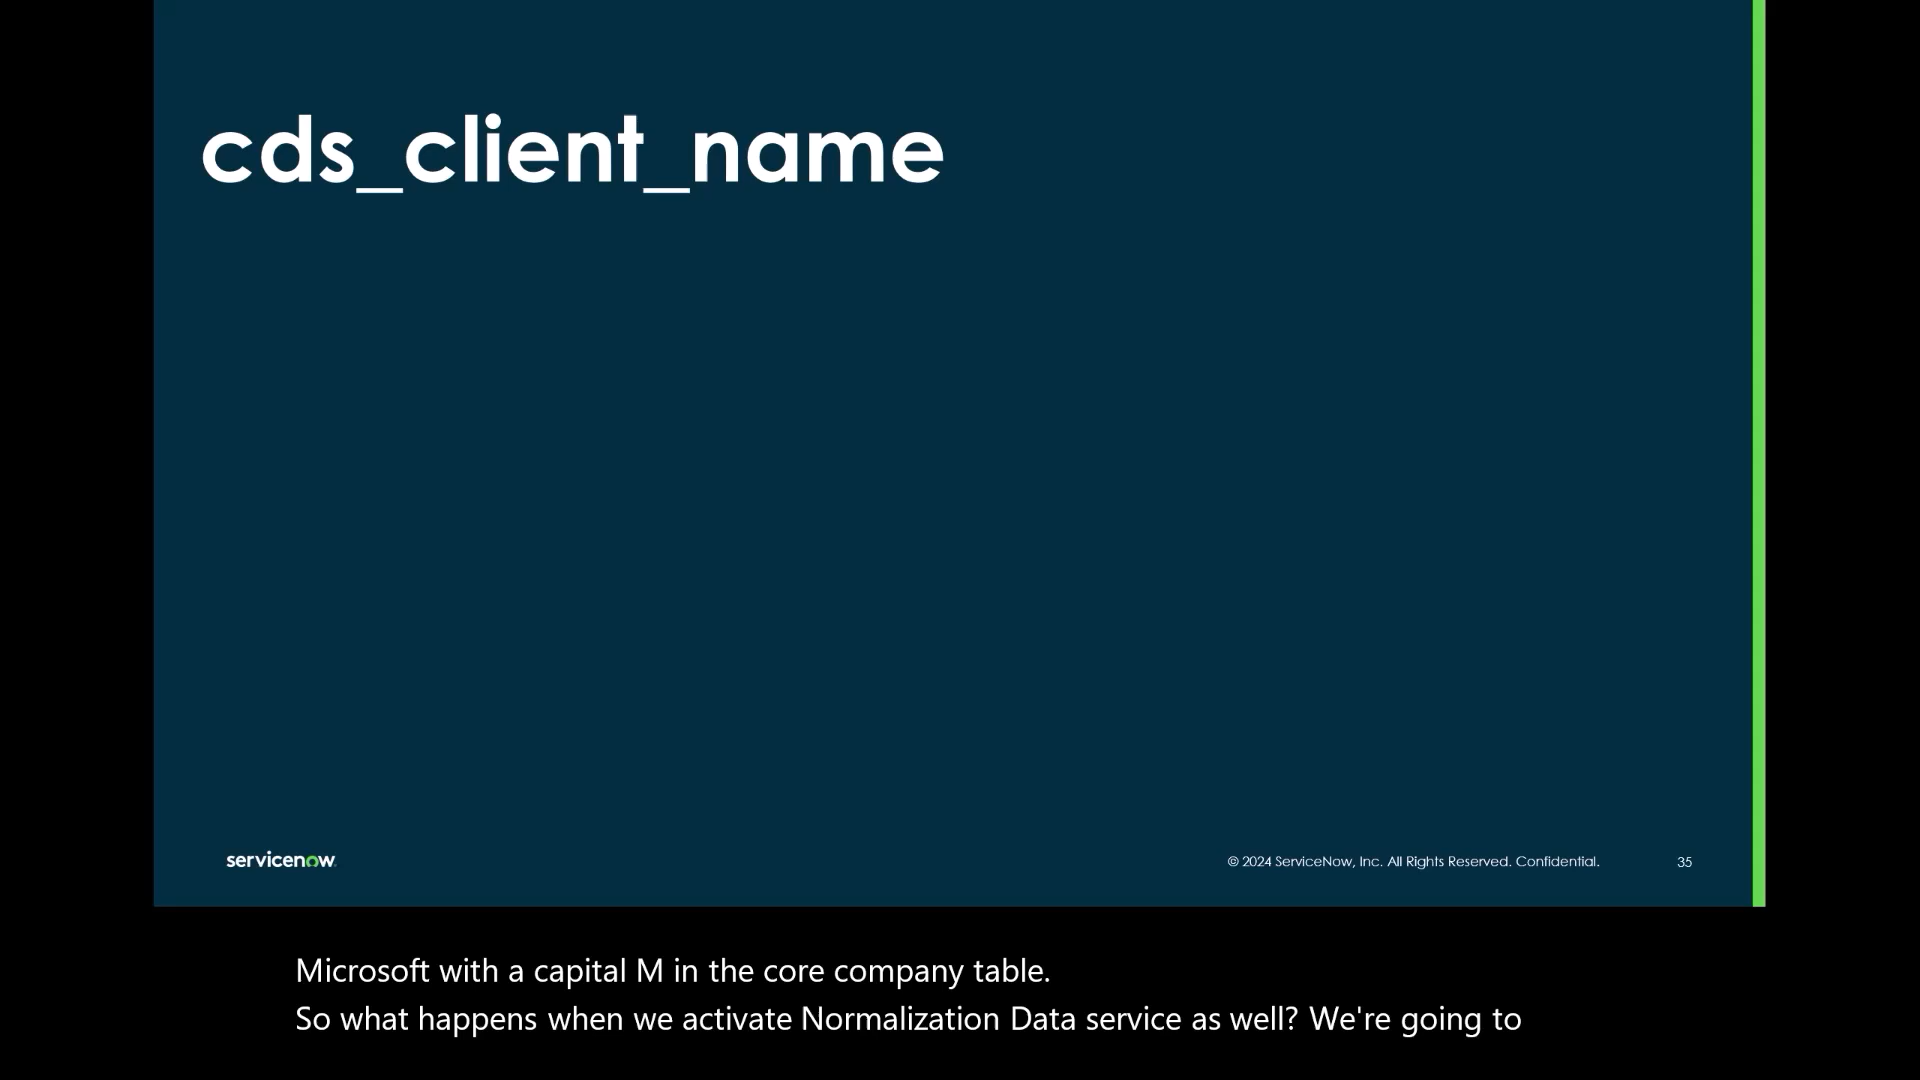 cds_client_name
servicenow
© 2024 ServiceNow, Inc. All Rights Reserved. Confidential.
35
Microsoft with a capital M in the core company table.
So what happens when we activate Normalization Data service as well? We're going to